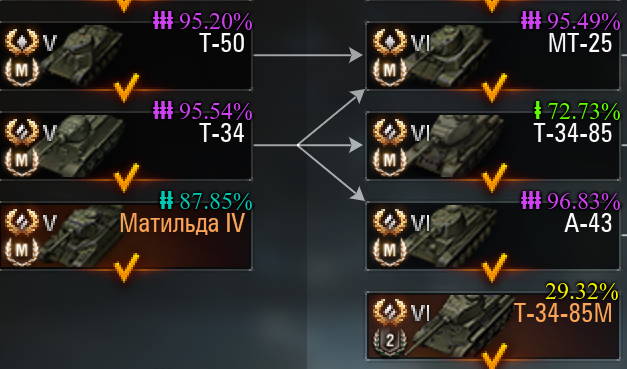 95.20%
V
T-50
M
95.49%
VI
МТ-25
M
95.54%
V
T-34
M
72.73%
VI
T-34-85
M
87.85%
V
Матильда IV
M
96.83%
VI
А-43
M
29.32%
VI
T-34-85M
2